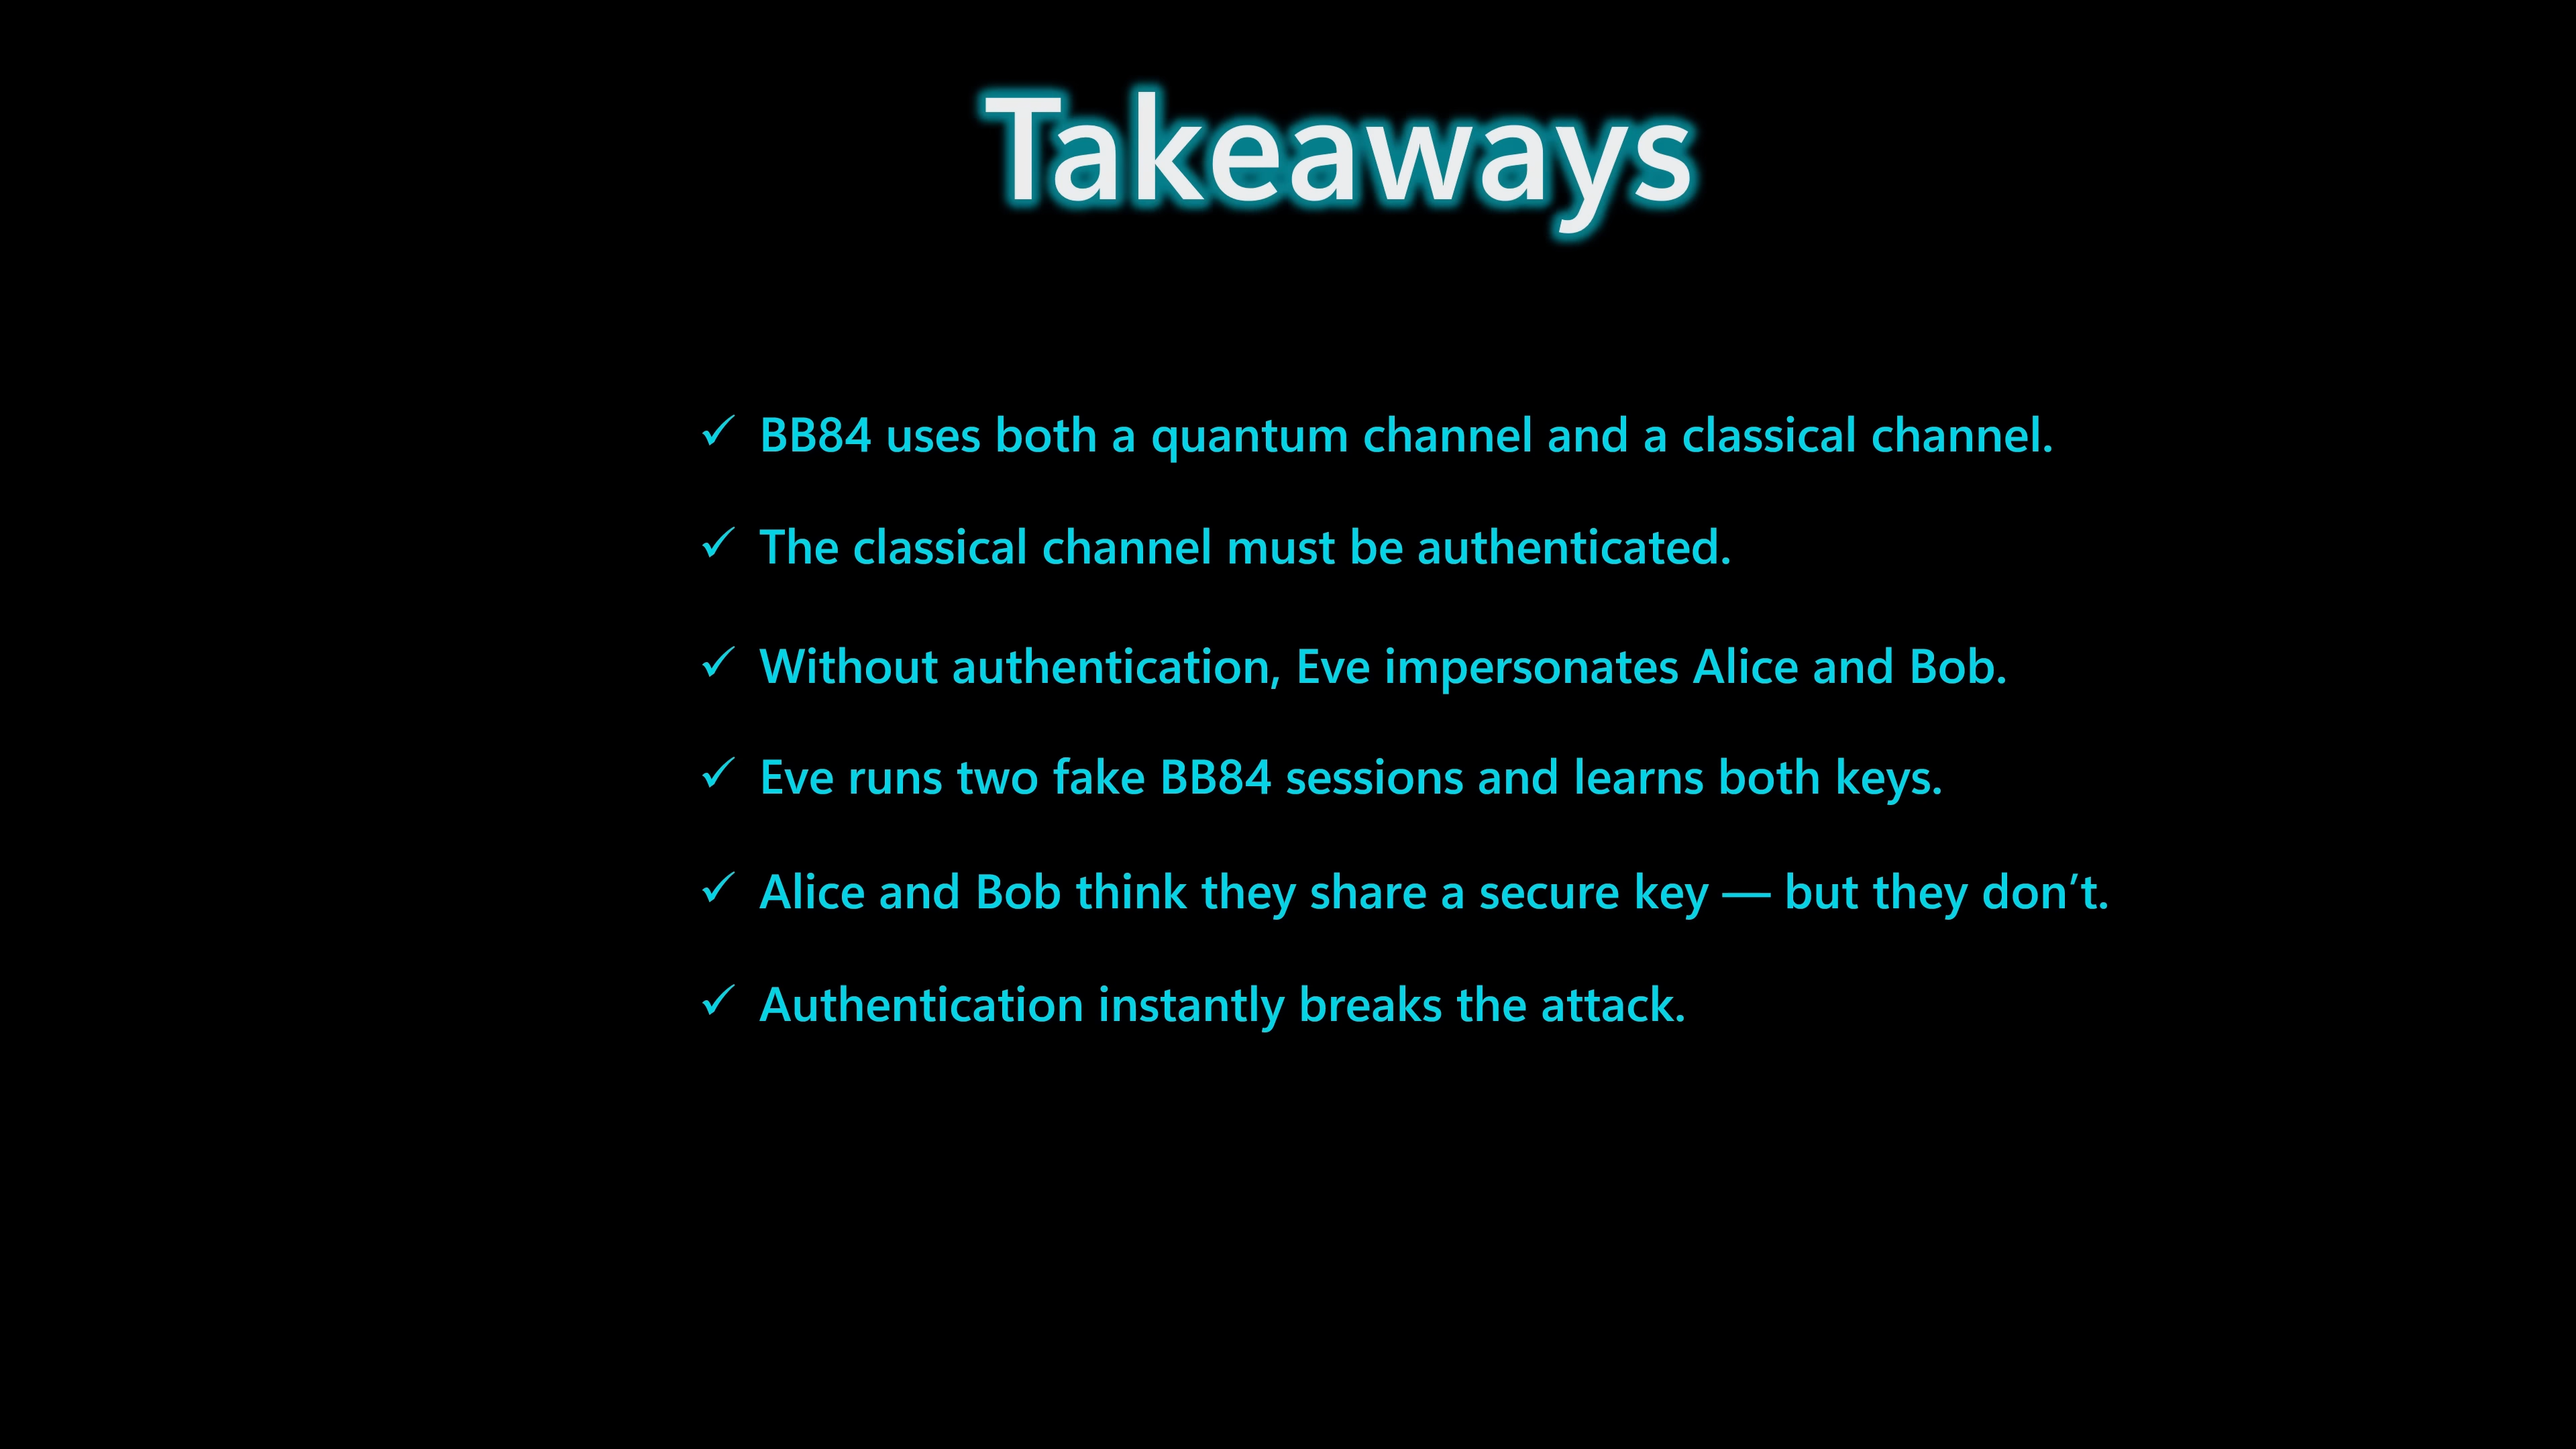 Takeaways
✓ BB84 uses both a quantum channel and a classical channel.
✓ The classical channel must be authenticated.
✓ Without authentication, Eve impersonates Alice and Bob.
✓ Eve runs two fake BB84 sessions and learns both keys.
✓ Alice and Bob think they share a secure key — but they don’t.
✓ Authentication instantly breaks the attack.